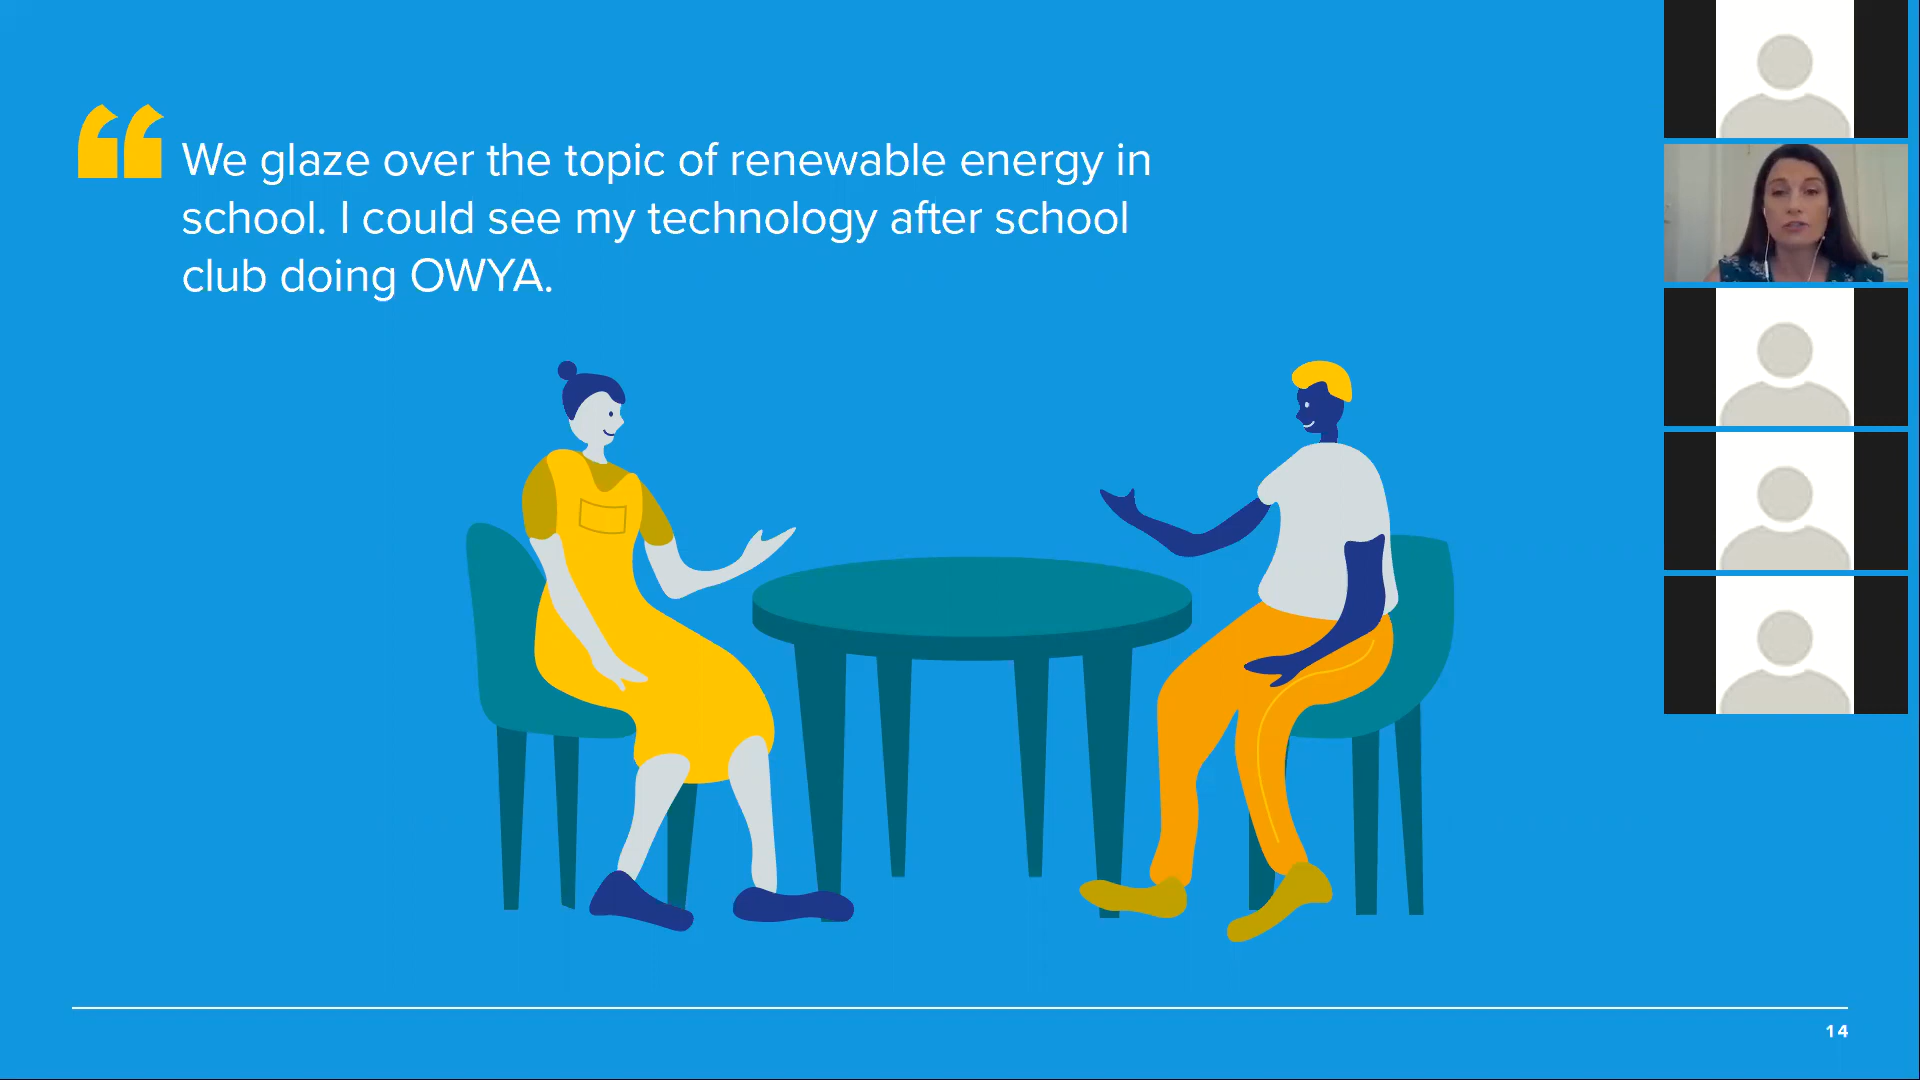 “ We glaze over the topic of renewable energy in
school. I could see my technology after school
club doing OWYA.
14